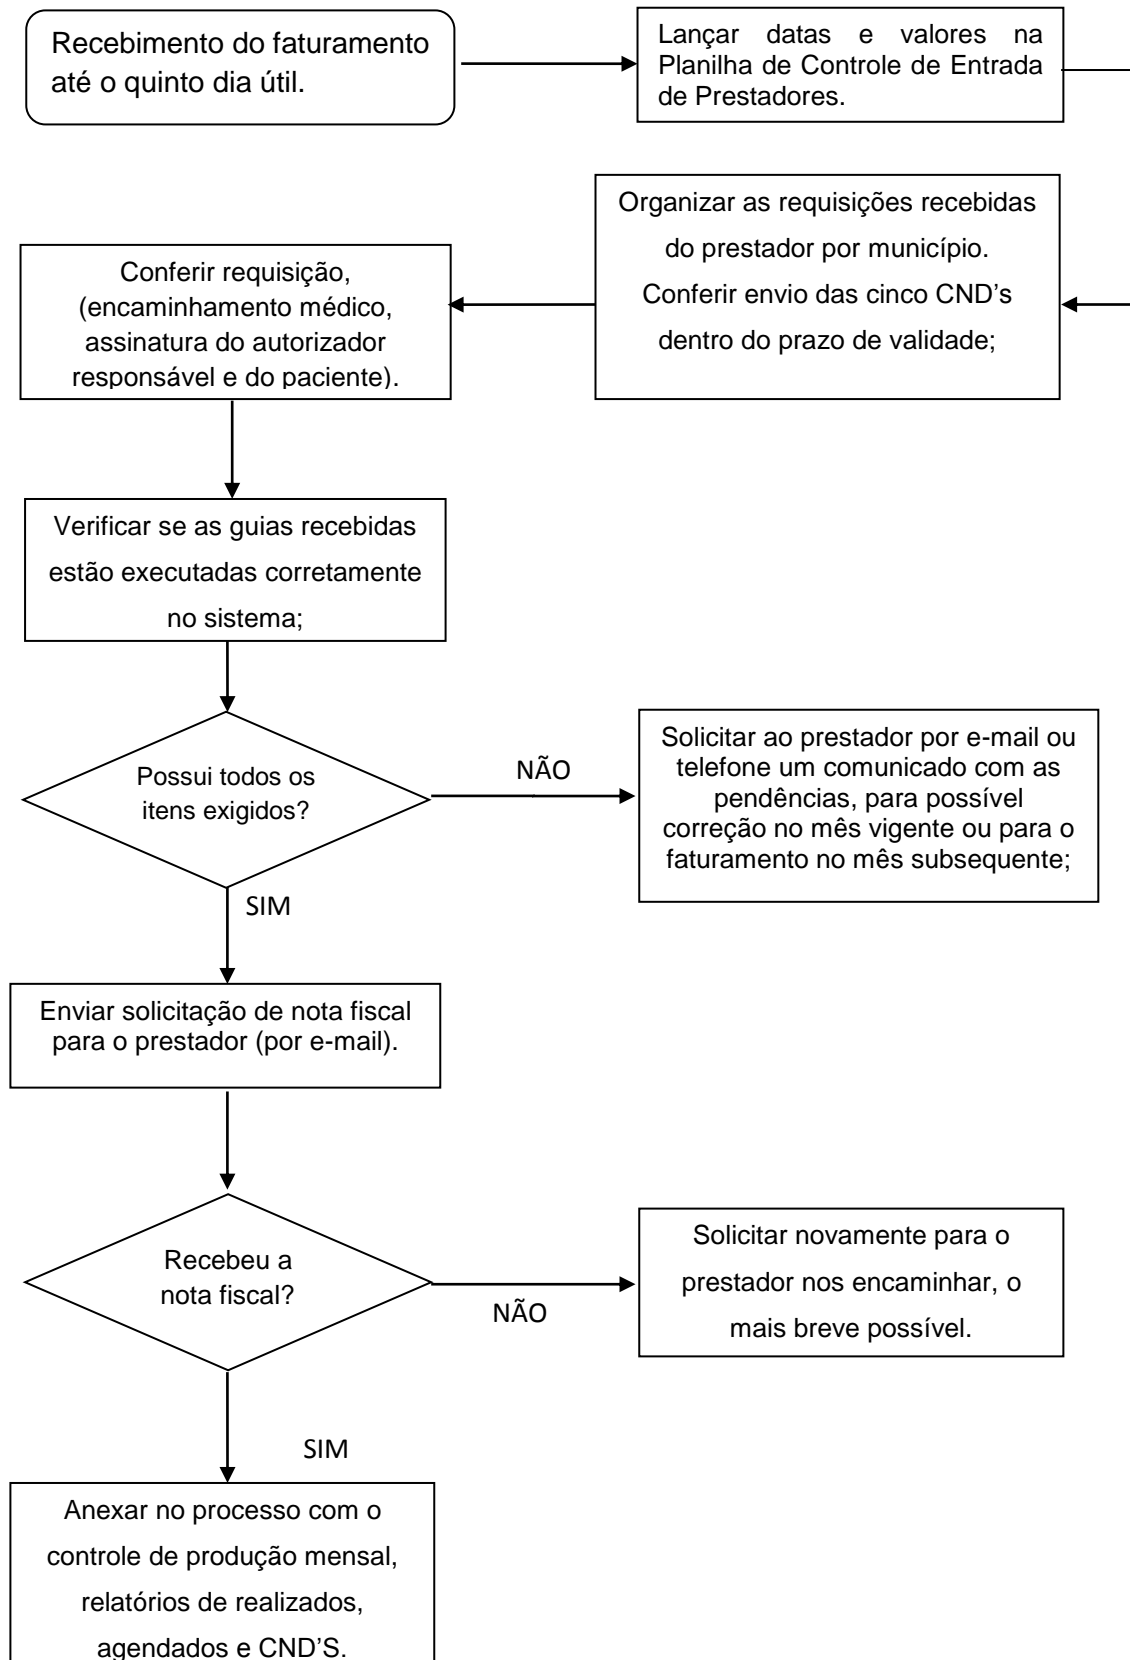 Recebimento do faturamento
até o quinto dia útil.
Lançar datas e valores na
Planilha de Controle de Entrada
de Prestadores.
Organizar as requisições recebidas
do prestador por município.
Conferir envio das cinco CND's
dentro do prazo de validade;
Conferir requisição,
(encaminhamento médico,
assinatura do autorizador
responsável e do paciente).
Verificar se as guias recebidas
estão executadas corretamente
no sistema;
Possui todos os
itens exigidos?
NÃO
Solicitar ao prestador por e-mail ou
telefone um comunicado com as
pendências, para possível
correção no mês vigente ou para o
faturamento no mês subsequente;
SIM
Enviar solicitação de nota fiscal
para o prestador (por e-mail).
Recebeu a
nota fiscal?
NÃO
Solicitar novamente para o
prestador nos encaminhar, o
mais breve possível.
SIM
Anexar no processo com o
controle de produção mensal,
relatórios de realizados,
agendados e CND'S.